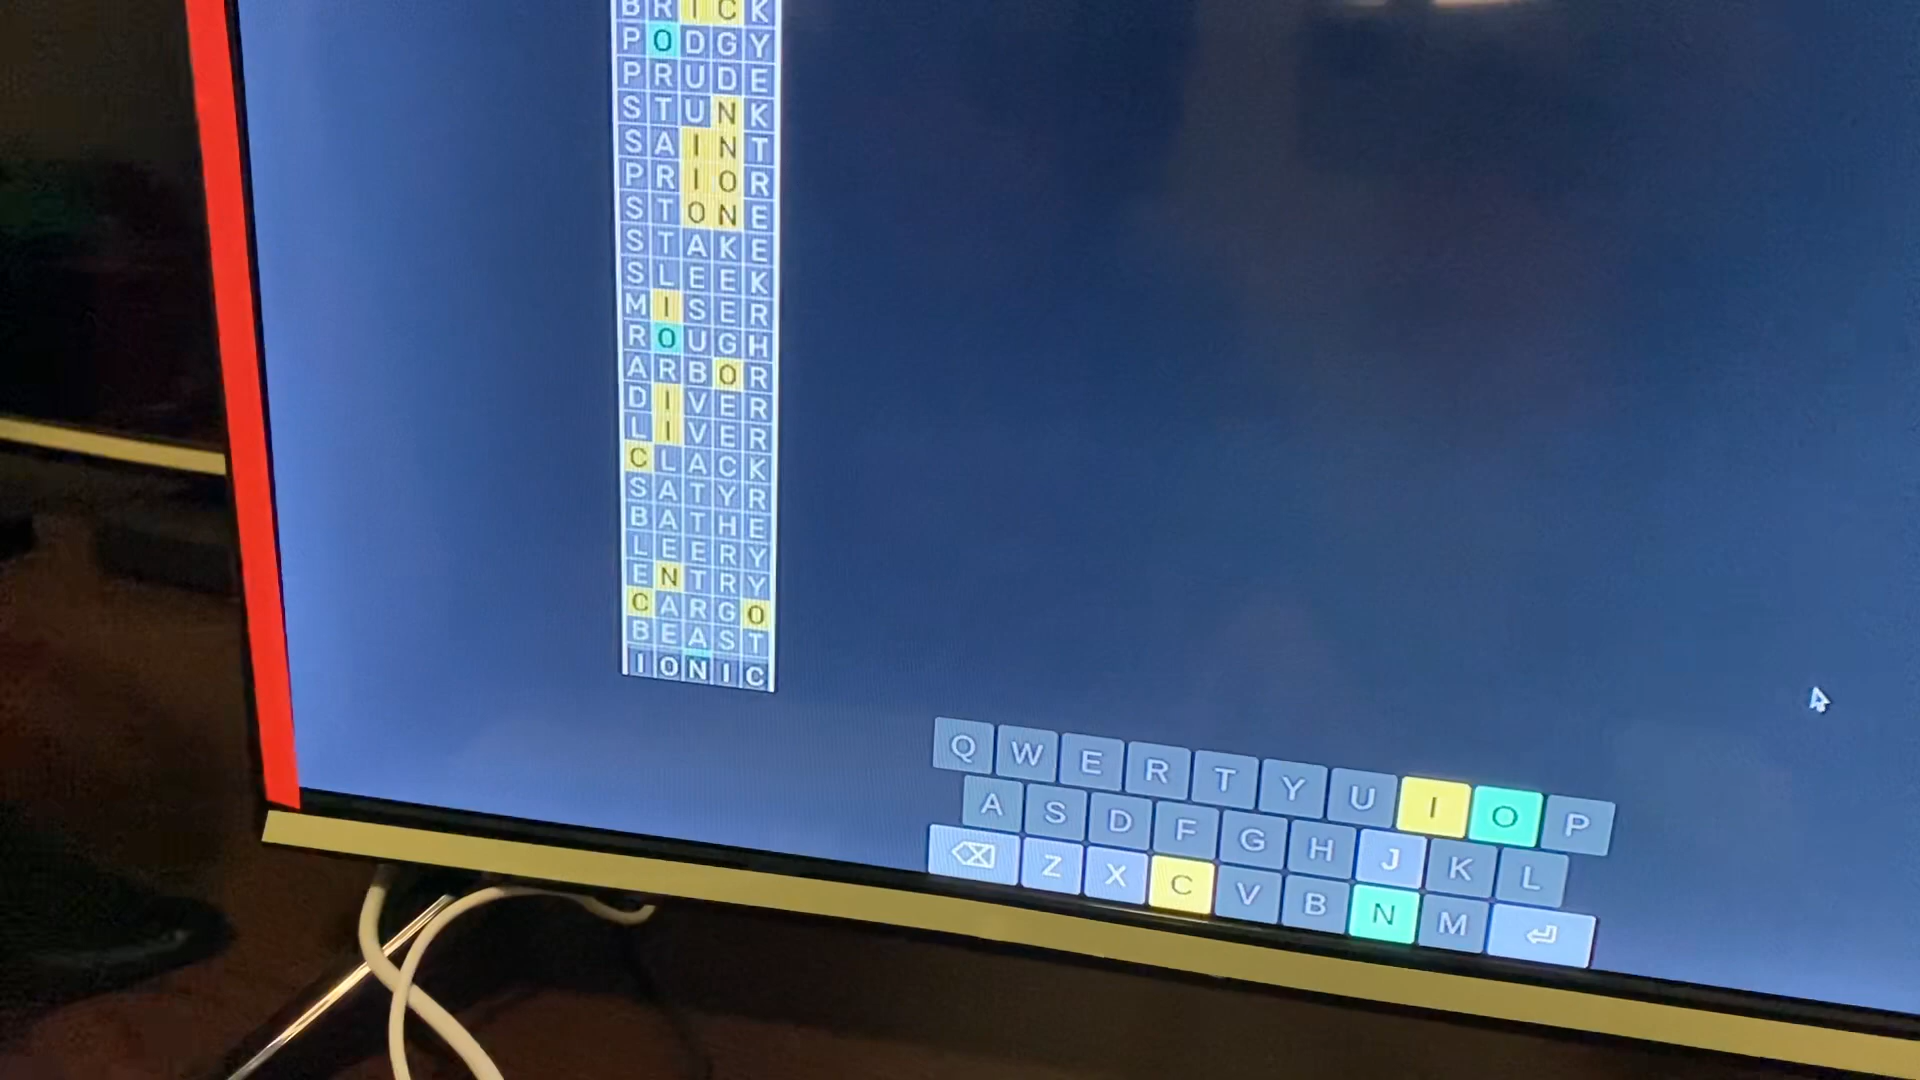 BRICK
PODGY
PRUDE
STUNK
SAINT
PRIOR
STONE
STAKE
SLEEK
MISER
ROUGH
ARBOR
DIVER
LIVER
CLACK
SATYR
BATHE
LEERY
ENTRY
CARGO
BEAST
IONIC
QWERTYUIOP
ASDFGHJKL
ZXCVBNM